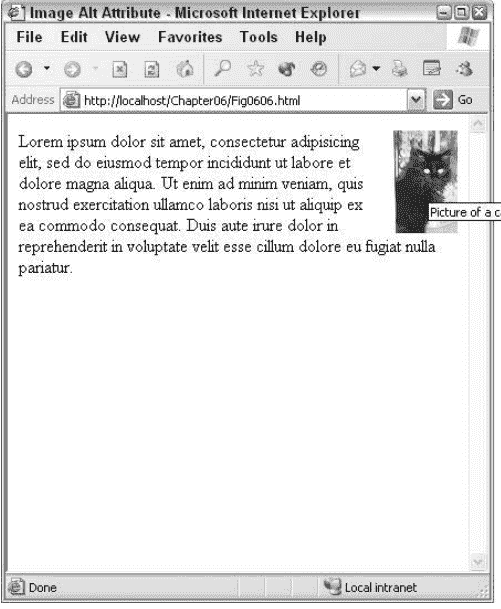 Image Alt Attribute - Microsoft Internet Explorer
File Edit View Favorites Tools Help
Address http://localhost/Chapter06/Fig0606.html Go
Lorem ipsum dolor sit amet, consectetur adipisicing
elit, sed do eiusmod tempor incididunt ut labore et
dolore magna aliqua. Ut enim ad minim veniam, quis
nostrud exercitation ullamco laboris nisi ut aliquip ex
ea commodo consequat. Duis aute irure dolor in
reprehenderit in voluptate velit esse cillum dolore eu fugiat nulla
pariatur.
Picture of a
Done Local intranet